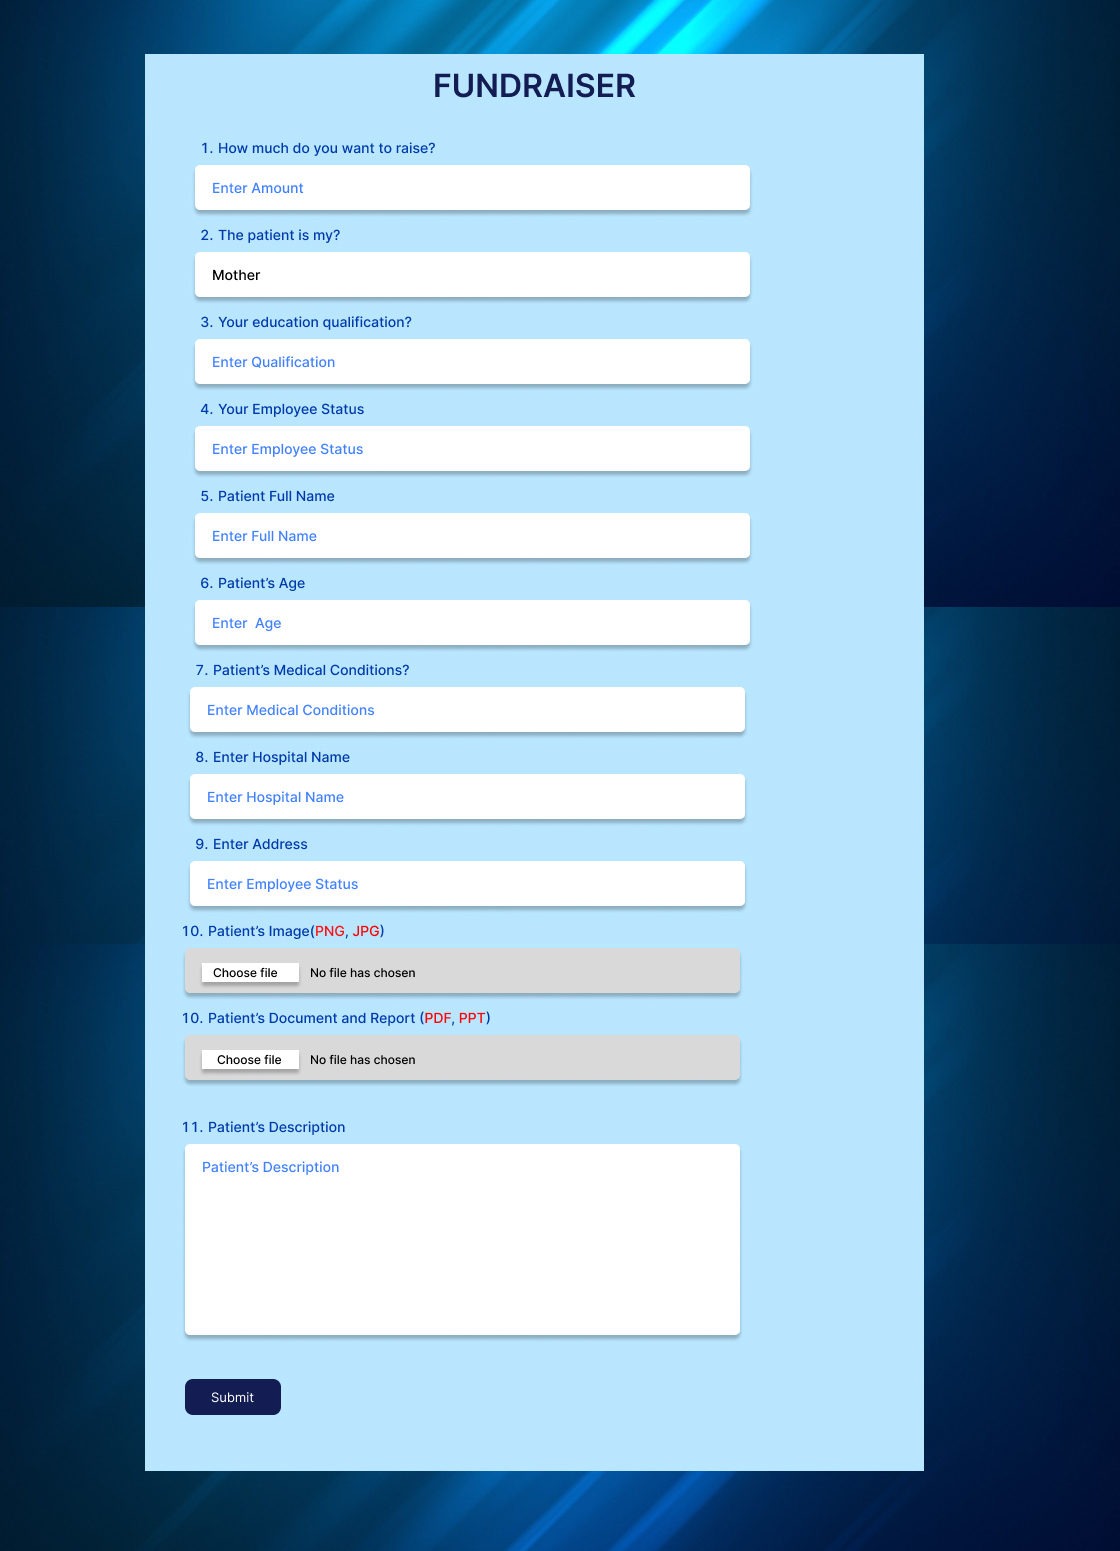 FUNDRAISER
1. How much do you want to raise?
Enter Amount
2. The patient is my?
Mother
3. Your education qualification?
Enter Qualification
4. Your Employee Status
Enter Employee Status
5. Patient Full Name
Enter Full Name
6. Patient’s Age
Enter  Age
7. Patient’s Medical Conditions?
Enter Medical Conditions
8. Enter Hospital Name
Enter Hospital Name
9. Enter Address
Enter Employee Status
10. Patient’s Image(PNG, JPG)
Choose file No file has chosen
10. Patient’s Document and Report (PDF, PPT)
Choose file No file has chosen
11. Patient’s Description
Patient’s Description
Submit